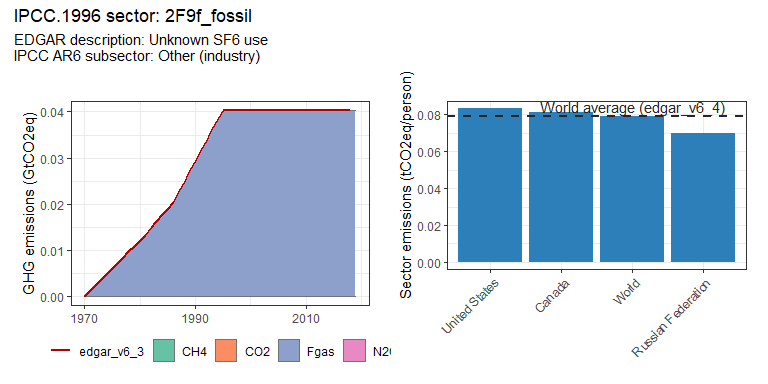 IPCC.1996 sector: 2F9f_fossil
EDGAR description: Unknown SF6 use
IPCC AR6 subsector: Other (industry)
GHG emissions (GtCO2eq)
0.04
0.03
0.02
0.01
0.00
1970
1990
2010
edgar_v6_3
CH4
CO2
Fgas
N2
Sector emissions (tCO2eq/person)
World average (edgar_v6_4)
0.08
0.06
0.04
0.02
0.00
United States
Canada
World
Russian Federation